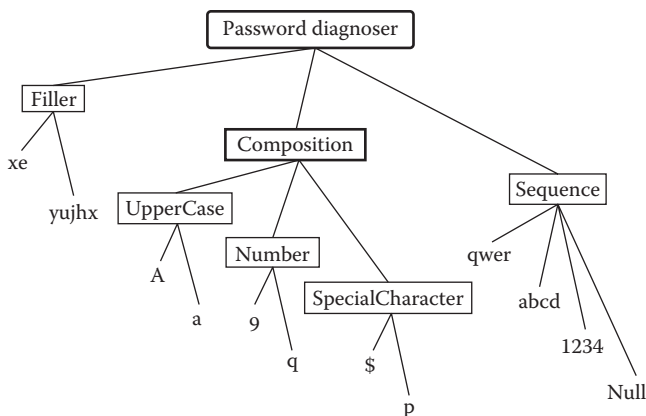 Password diagnoser
Filler
xe
yujhx
Composition
UpperCase
A
a
Number
9
q
SpecialCharacter
$
p
Sequence
qwer
abcd
1234
Null